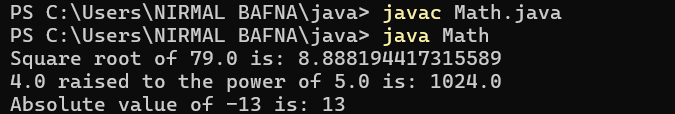 PS C:\Users\NIRMAL BAFNA\java> javac Math.java
PS C:\Users\NIRMAL BAFNA\java> java Math
Square root of 79.0 is: 8.888194417315589
4.0 raised to the power of 5.0 is: 1024.0
Absolute value of -13 is: 13